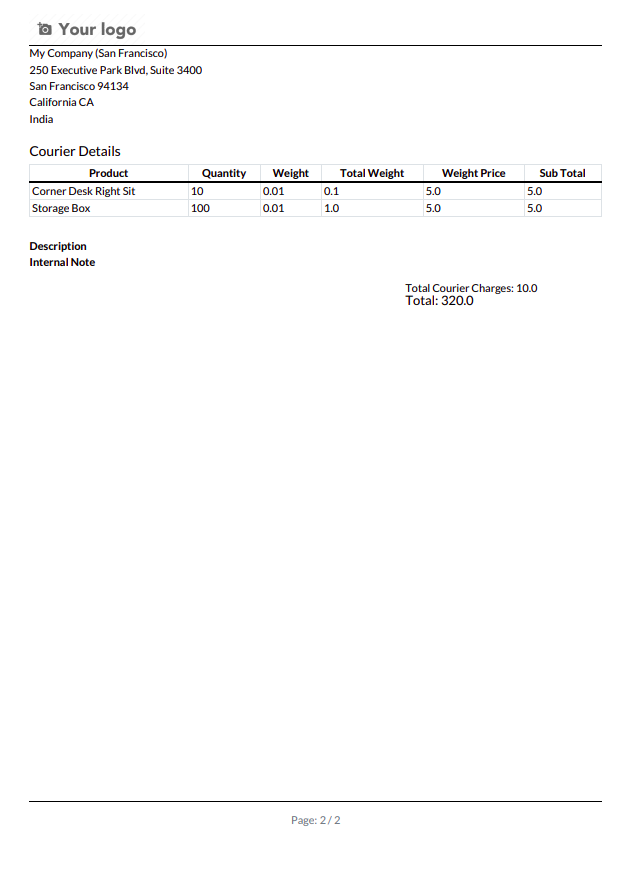 Your logo
My Company (San Francisco)
250 Executive Park Blvd, Suite 3400
San Francisco 94134
California CA
India
Courier Details
Product Quantity Weight Total Weight Weight Price Sub Total
Corner Desk Right Sit 10 0.01 0.1 5.0 5.0
Storage Box 100 0.01 1.0 5.0 5.0
Description
Internal Note
Total Courier Charges: 10.0
Total: 320.0
Page: 2 / 2